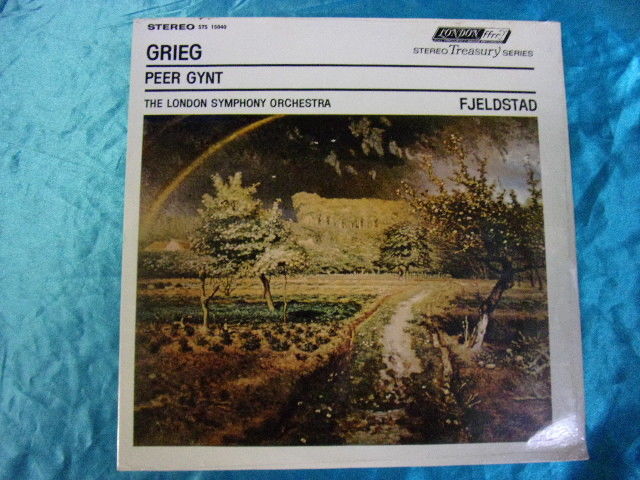 STEREO STS 15040
LONDON ffrr
STEREO Treasury SERIES
GRIEG
PEER GYNT
THE LONDON SYMPHONY ORCHESTRA
FJELDSTAD